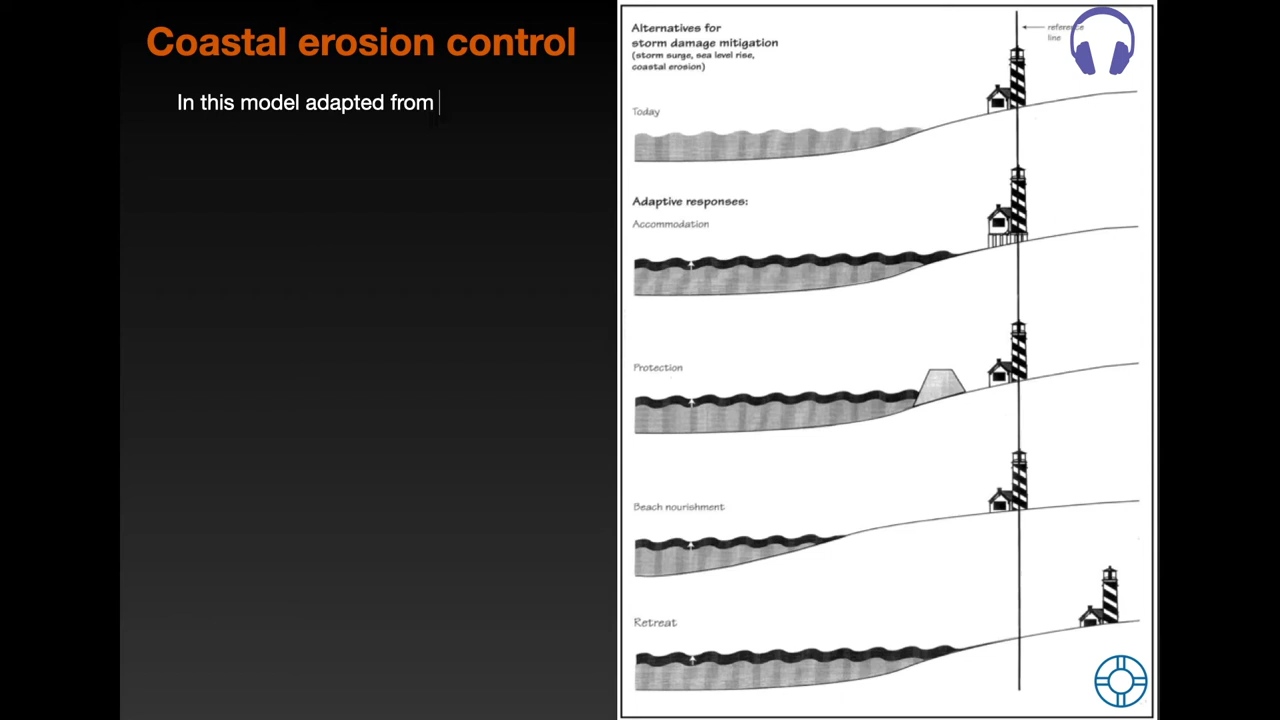 Coastal erosion control
In this model adapted from
Alternatives for
storm damage mitigation
(storm surge, sea level rise,
coastal erosion)
reference
line
Today
Adaptive responses:
Accommodation
Protection
Beach nourishment
Retreat